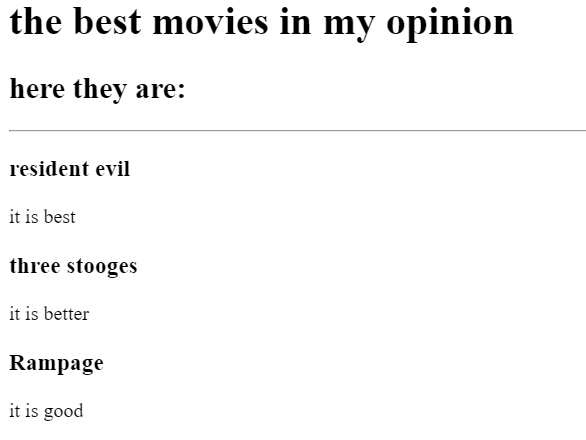 the best movies in my opinion
here they are:
resident evil
it is best
three stooges
it is better
Rampage
it is good